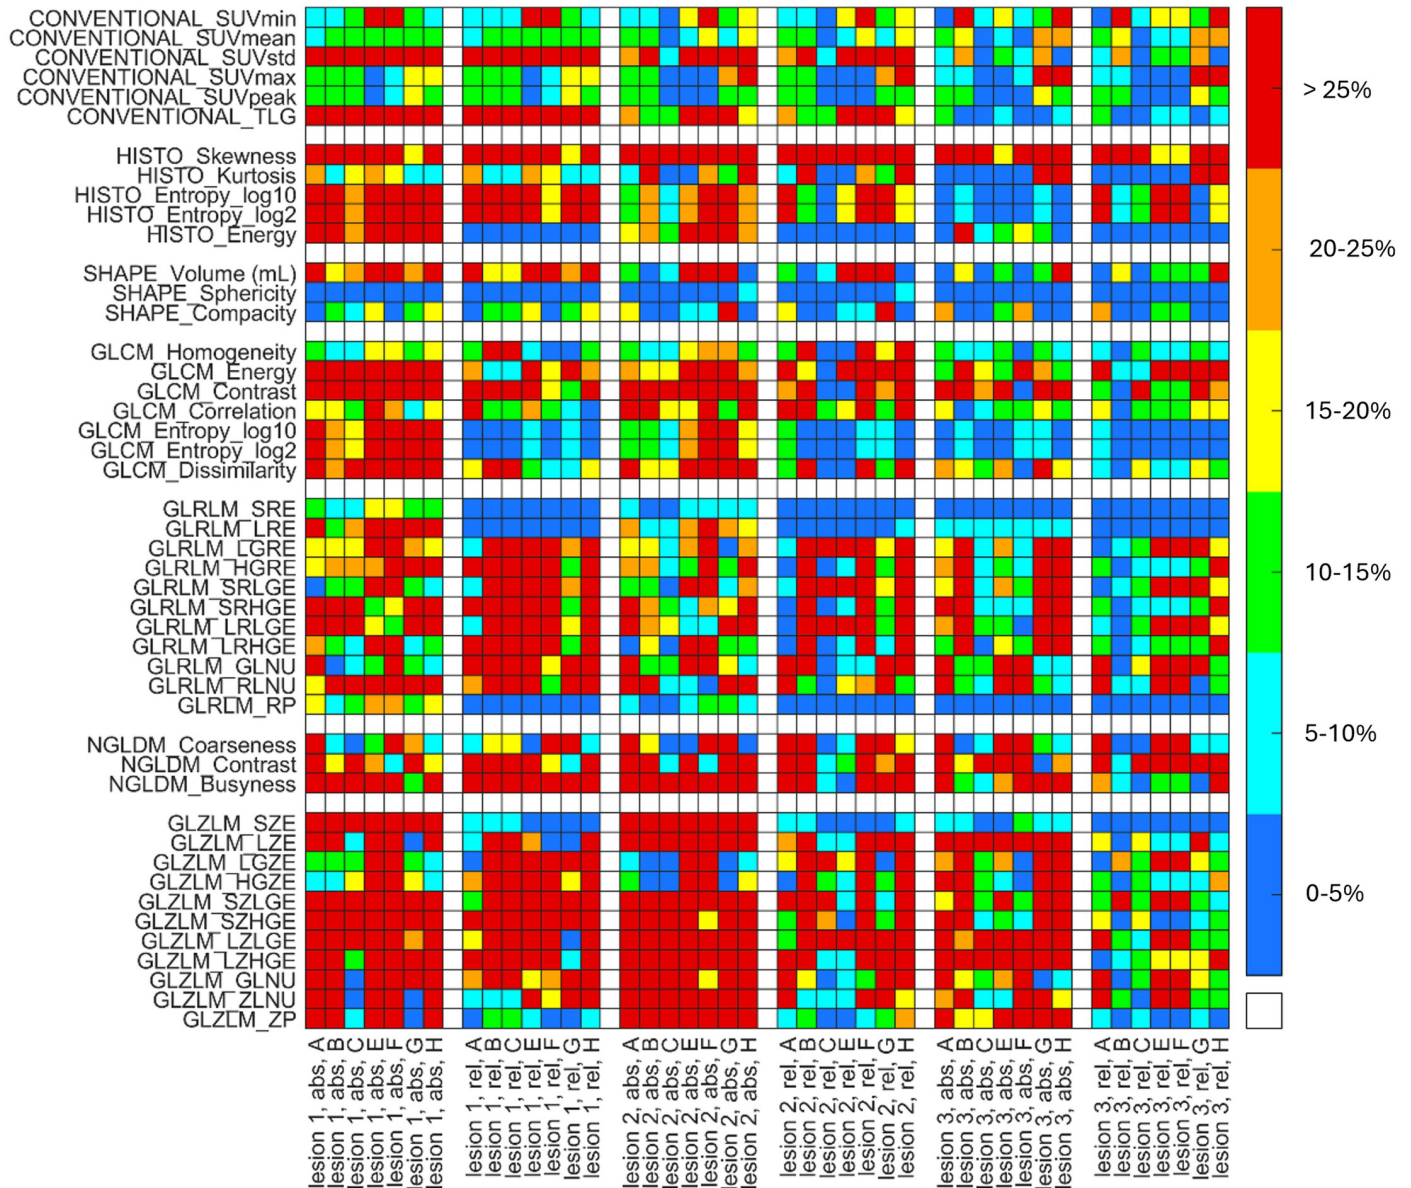 CONVENTIONAL_SUVmin
CONVENTIONAL_SUVmean
CONVENTIONAL_SUVstd
CONVENTIONAL_SUVmax
CONVENTIONAL_SUVpeak
CONVENTIONAL_TLG
HISTO_Skewness
HISTO_Kurtosis
HISTO_Entropy_log10
HISTO_Entropy_log2
HISTO_Energy
SHAPE_Volume (mL)
SHAPE_Sphericity
SHAPE_Compacity
GLCM_Homogeneity
GLCM_Energy
GLCM_Contrast
GLCM_Correlation
GLCM_Entropy_log10
GLCM_Entropy_log2
GLCM_Dissimilarity
GLRLM_SRE
GLRLM_LRE
GLRLM_LGRE
GLRLM_HGRE
GLRLM_SRLGE
GLRLM_SRHGE
GLRLM_LRLGE
GLRLM_LRHGE
GLRLM_GLNU
GLRLM_RLNU
GLRLM_RP
NGLDM_Coarseness
NGLDM_Contrast
NGLDM_Busyness
GLZLM_SZE
GLZLM_LZE
GLZLM_LGZE
GLZLM_HGZE
GLZLM_SZLGE
GLZLM_SZHGE
GLZLM_LZLGE
GLZLM_LZHGE
GLZLM_GLNU
GLZLM_ZLNU
GLZLM_ZP
lesion 1, abs, A
lesion 1, abs, B
lesion 1, abs, C
lesion 1, abs, E
lesion 1, abs, F
lesion 1, abs, G
lesion 1, abs, H
lesion 1, rel, A
lesion 1, rel, B
lesion 1, rel, C
lesion 1, rel, E
lesion 1, rel, F
lesion 1, rel, G
lesion 1, rel, H
lesion 2, abs, A
lesion 2, abs, B
lesion 2, abs, C
lesion 2, abs, E
lesion 2, abs, F
lesion 2, abs, G
lesion 2, abs, H
lesion 2, rel, A
lesion 2, rel, B
lesion 2, rel, C
lesion 2, rel, E
lesion 2, rel, F
lesion 2, rel, G
lesion 2, rel, H
lesion 3, abs, A
lesion 3, abs, B
lesion 3, abs, C
lesion 3, abs, E
lesion 3, abs, F
lesion 3, abs, G
lesion 3, abs, H
lesion 3, rel, A
lesion 3, rel, B
lesion 3, rel, C
lesion 3, rel, E
lesion 3, rel, F
lesion 3, rel, G
lesion 3, rel, H
> 25%
20-25%
15-20%
10-15%
5-10%
0-5%